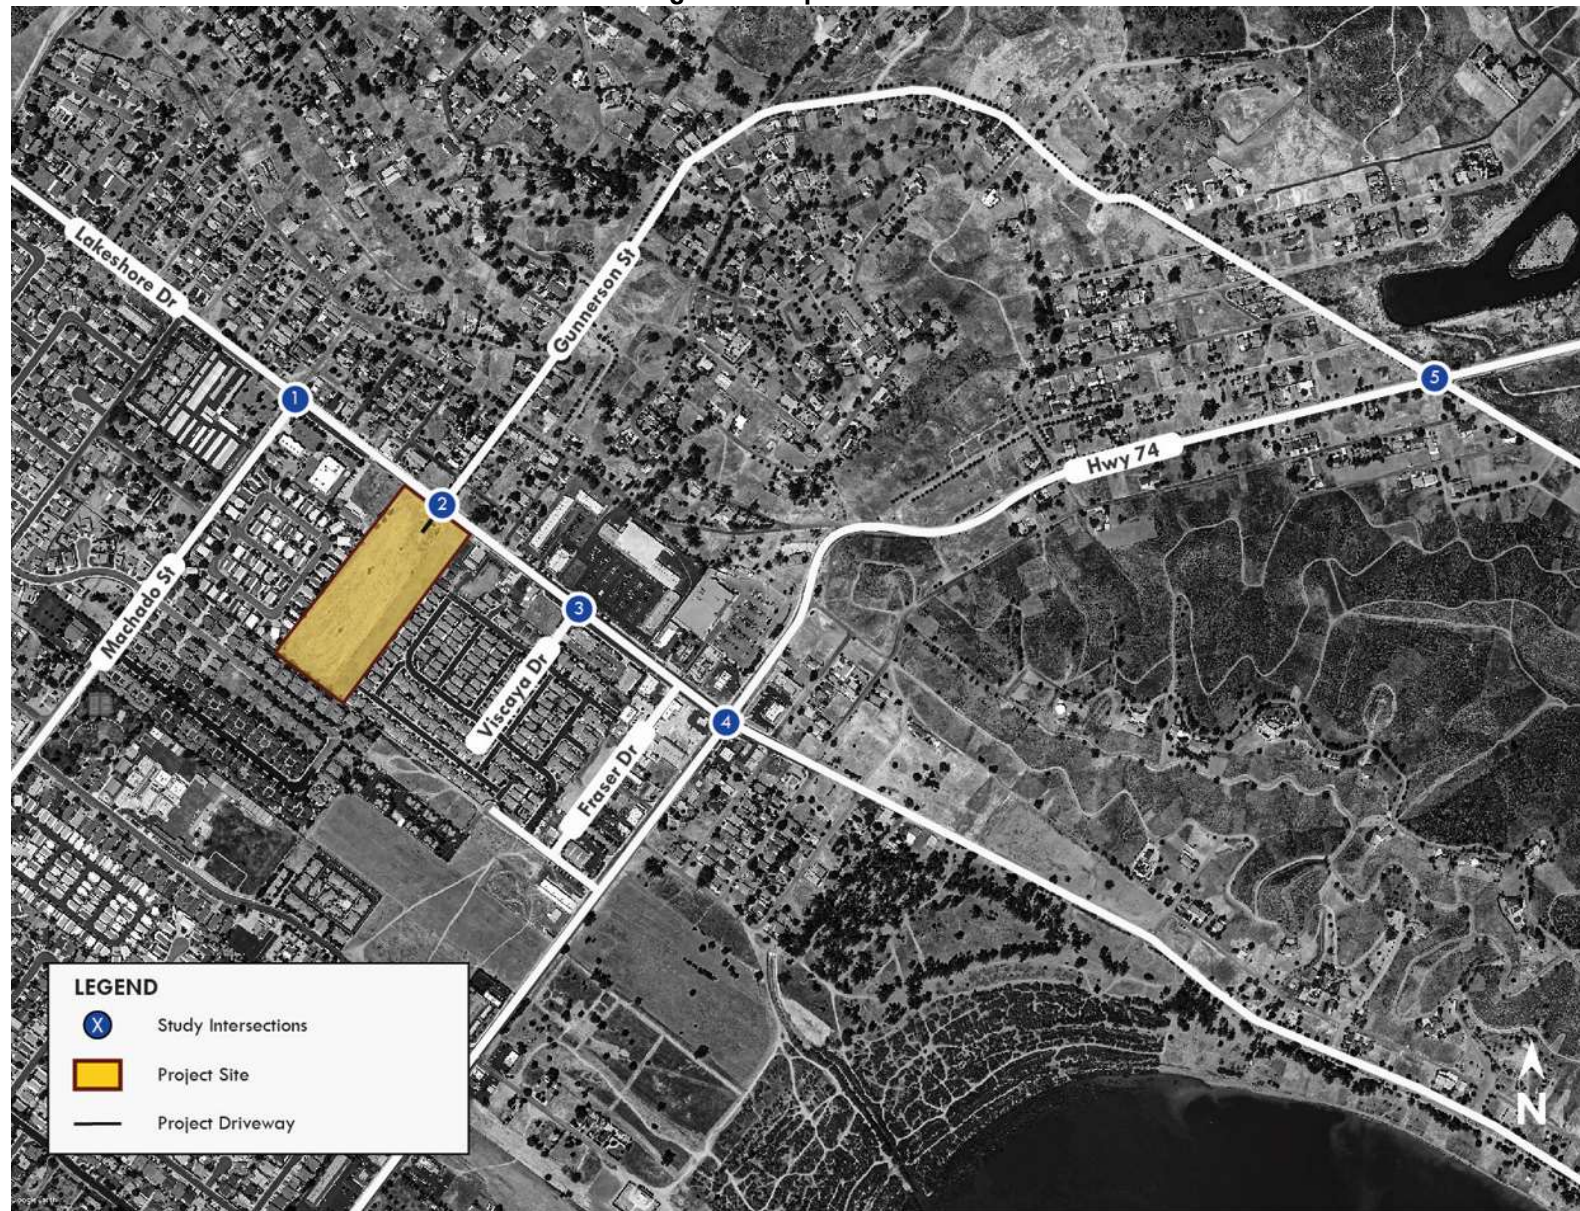 Lakeshore Dr
Gunnerson St
1
5
Hwy 74
2
3
Machado St
Viscaya Dr
4
Fraser Dr
LEGEND
X Study Intersections
Project Site
Project Driveway
N